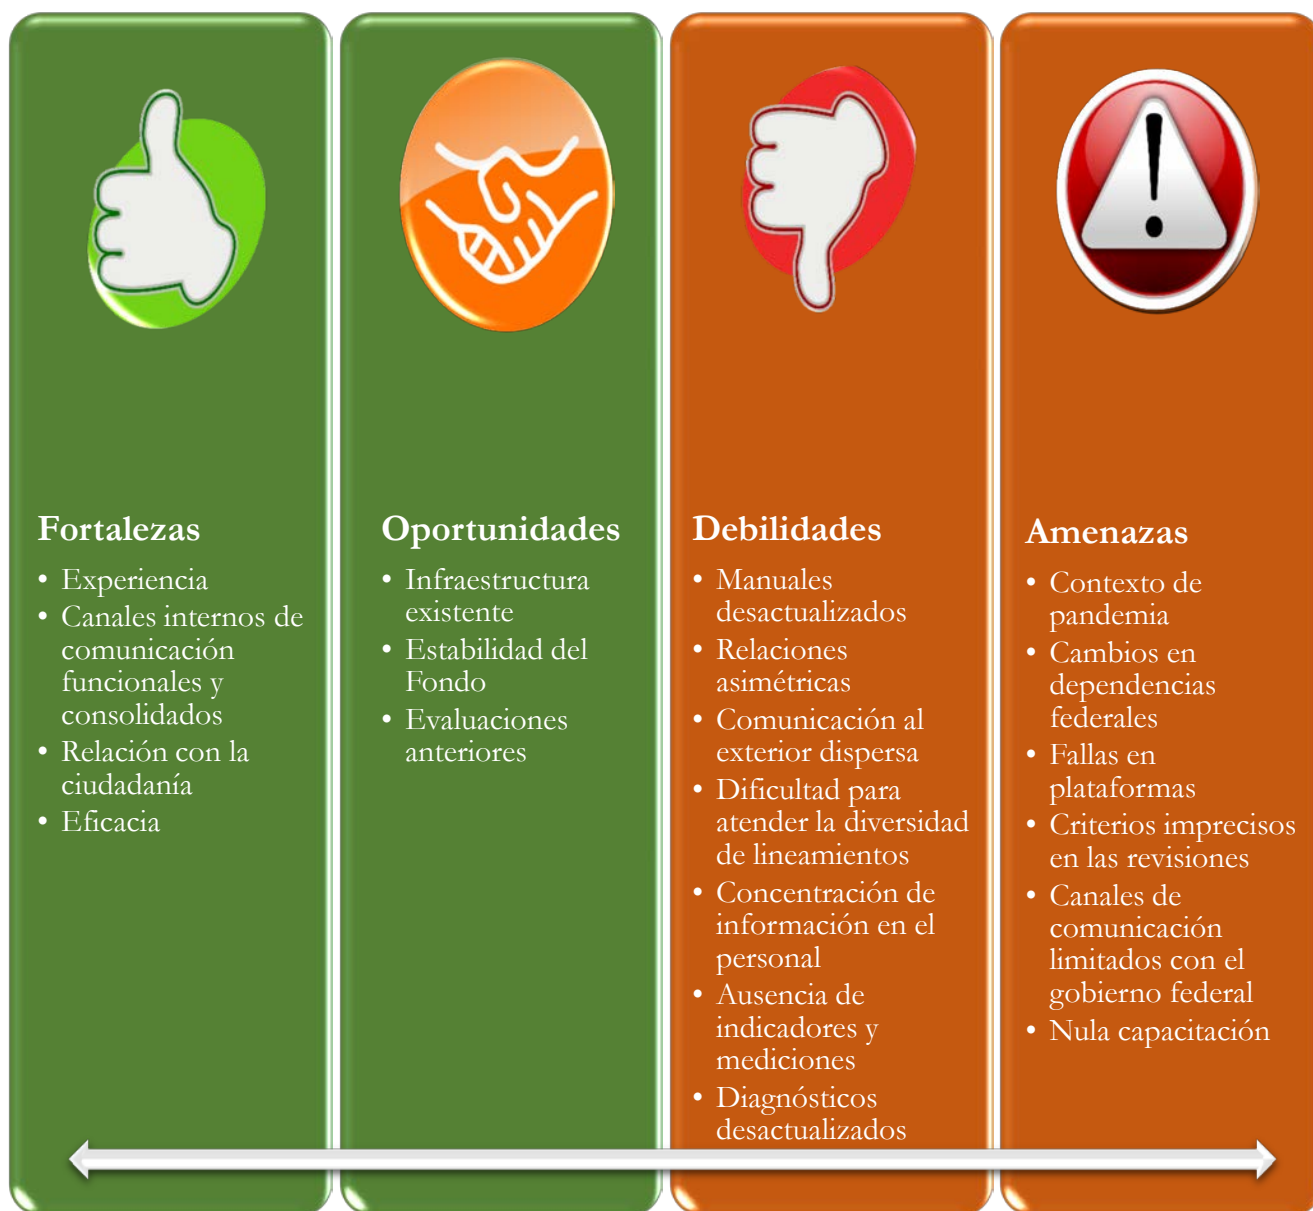 Fortalezas
• Experiencia
• Canales internos de
comunicación
funcionales y
consolidados
• Relación con la
ciudadanía
• Eficacia
Oportunidades
• Infraestructura
existente
• Estabilidad del
Fondo
• Evaluaciones
anteriores
Debilidades
• Manuales
desactualizados
• Relaciones
asimétricas
• Comunicación al
exterior dispersa
• Dificultad para
atender la diversidad
de lineamientos
• Concentración de
información en el
personal
• Ausencia de
indicadores y
mediciones
• Diagnósticos
desactualizados
Amenazas
• Contexto de
pandemia
• Cambios en
dependencias
federales
• Fallas en
plataformas
• Criterios imprecisos
en las revisiones
• Canales de
comunicación
limitados con el
gobierno federal
• Nula capacitación